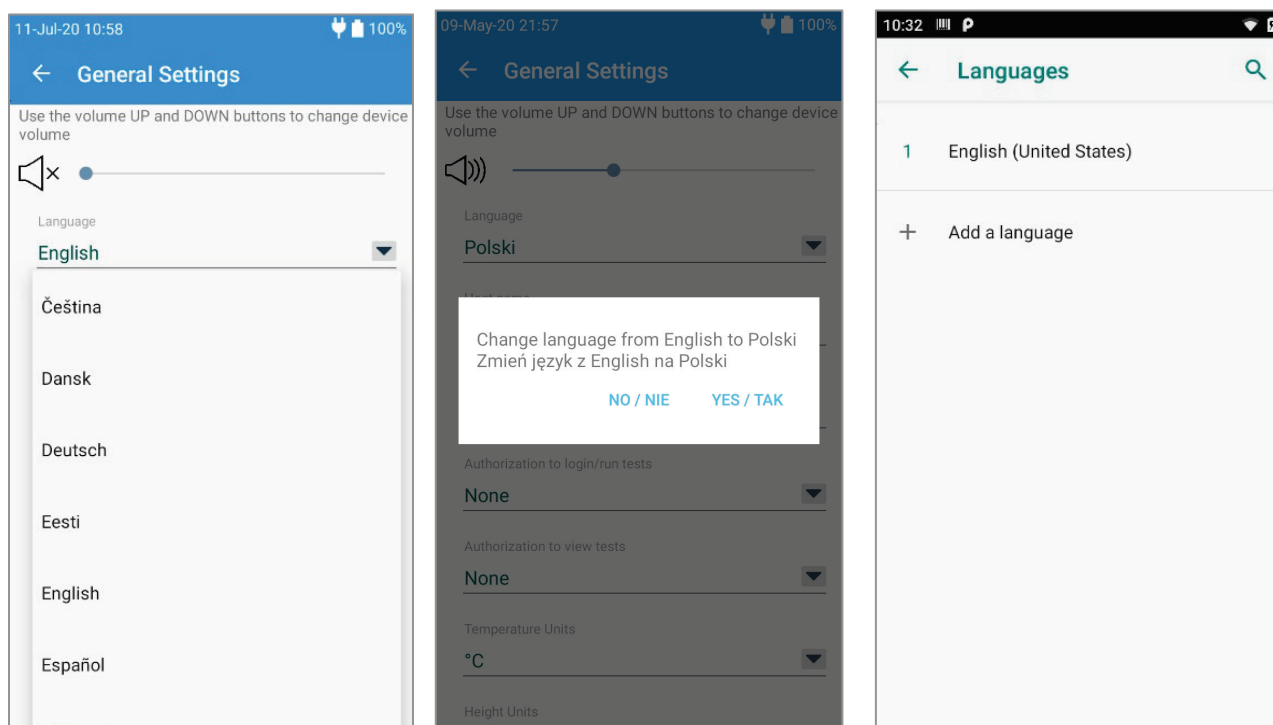 11-Jul-20 10:58
100%
General Settings
Use the volume UP and DOWN buttons to change device
volume
Language
English
Čeština
Dansk
Deutsch
Eesti
English
Español
09-May-20 21:57
100%
General Settings
Use the volume UP and DOWN buttons to change device
volume
Language
Polski
Change language from English to Polski
Zmień język z English na Polski
NO / NIE YES / TAK
Authorization to login/run tests
None
Authorization to view tests
None
Temperature Units
°C
Height Units
10:32
Languages
1 English (United States)
+ Add a language